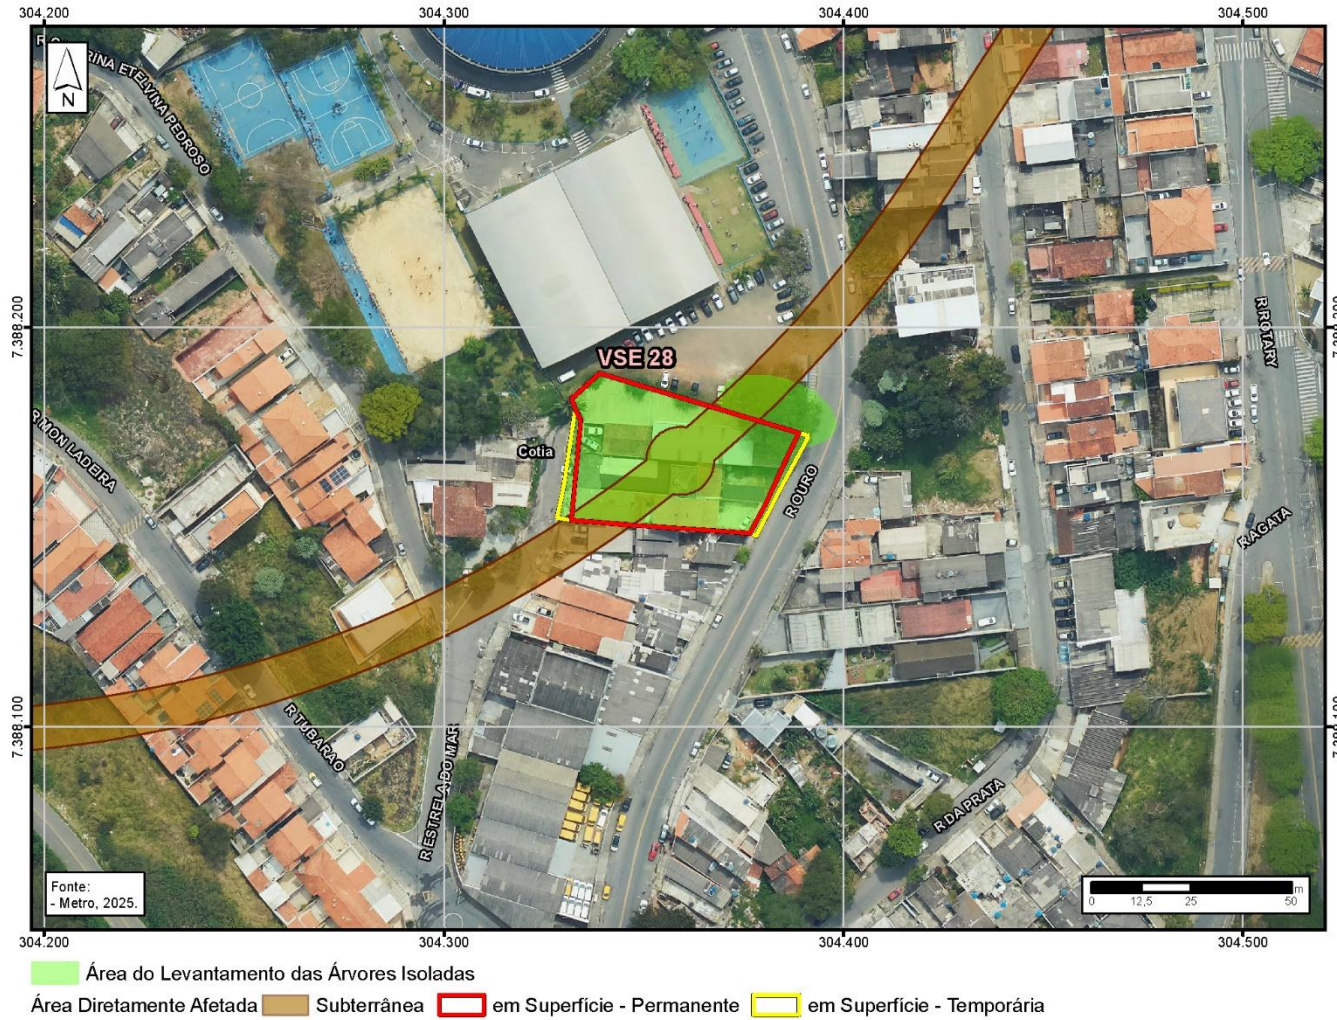 304.200 304.300 304.400 304.500
N
RINA ETELVINA PEDROSO
7.388.200
VSE 28
R ROTARY
R MON LADEIRA
Cotia
R OURO
R AGATA
7.388.100
R TUBARAO
R ESTRELA DO MAR
R DA PRATA
Fonte:
- Metro, 2025.
m
0 12,5 25 50
304.200 304.300 304.400 304.500
Área do Levantamento das Árvores Isoladas
Área Diretamente Afetada Subterrânea em Superfície - Permanente em Superfície - Temporária